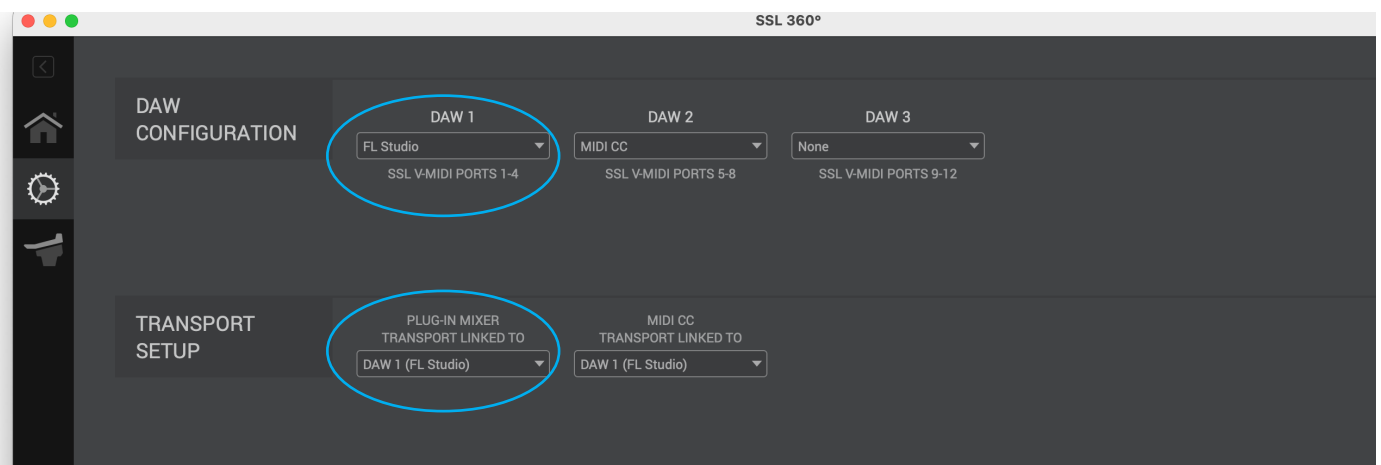 SSL 360°
DAW
CONFIGURATION
DAW 1
DAW 2
DAW 3
FL Studio
MIDI CC
None
SSL V-MIDI PORTS 1-4
SSL V-MIDI PORTS 5-8
SSL V-MIDI PORTS 9-12
TRANSPORT
SETUP
PLUG-IN MIXER
TRANSPORT LINKED TO
DAW 1 (FL Studio)
MIDI CC
TRANSPORT LINKED TO
DAW 1 (FL Studio)